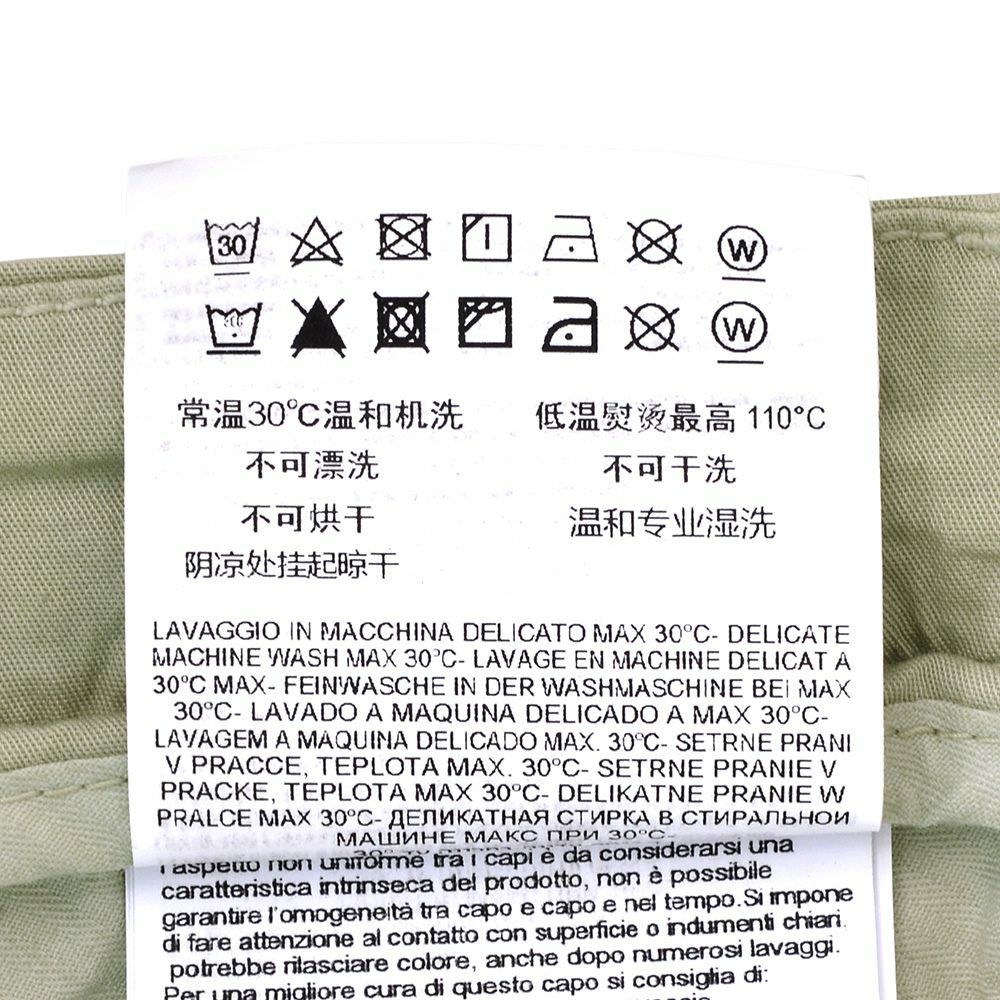 30 W
30 W
常温30°C温和机洗 低温熨烫最高 110°C
不可漂洗 不可干洗
不可烘干 温和专业湿洗
阴凉处挂起晾干
LAVAGGIO IN MACCHINA DELICATO MAX 30°C- DELICATE
MACHINE WASH MAX 30°C- LAVAGE EN MACHINE DELICAT A
30°C MAX- FEINWASCHE IN DER WASHMASCHINE BEI MAX
30°C- LAVADO A MAQUINA DELICADO A MAX 30°C-
LAVAGEM A MAQUINA DELICADO MAX. 30°C- SETRNE PRANI
V PRACCE, TEPLOTA MAX. 30°C- SETRNE PRANIE V
PRACKE, TEPLOTA MAX 30°C- DELIKATNE PRANIE W
PRALCE MAX 30°C- ДЕЛИКАТНАЯ СТИРКА В СТИРАЛЬНОИ
МАШИНЕ МАКС ПРИ 30°C-
l'aspetto non uniforme tra i capi è da considerarsi una
caratteristica intrinseca del prodotto, non è possibile
garantire l'omogeneità tra capo e capo e nel tempo.Si impone
di fare attenzione al contatto con superficie o indumenti chiari.
potrebbe rilasciare colore, anche dopo numerosi lavaggi.
Per una migliore cura di questo capo si consiglia di: